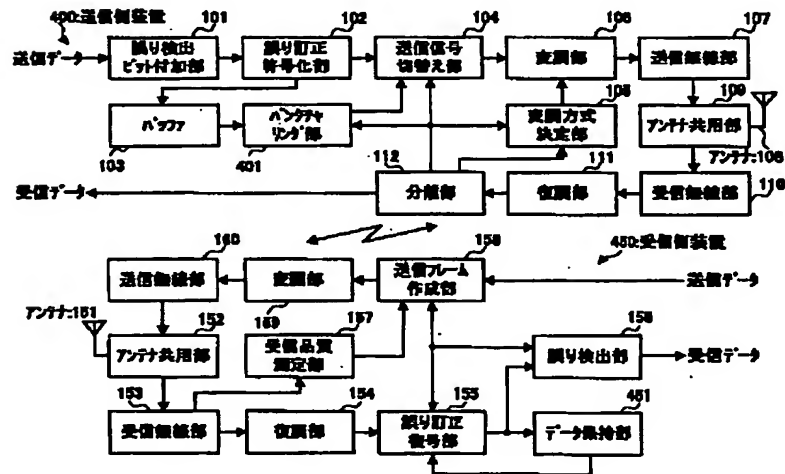 400:送信側装置
101 102 104 106 107
送信データ 誤り検出ビット付加部 誤り訂正符号化部 送信信号切替え部 変調部 送信無線部
109
バッファ パンクチャリング部 変調方式決定部 アンテナ共用部
103 401 112 111 アンテナ:108
受信データ 分離部 復調部 受信無線部
160 158 450:受信側装置
送信無線部 変調部 送信フレーム作成部 送信データ
アンテナ:151 152 159 157 156
アンテナ共用部 受信品質測定部 誤り検出部 受信データ
153 154 155 451
受信無線部 復調部 誤り訂正復号部 データ保持部